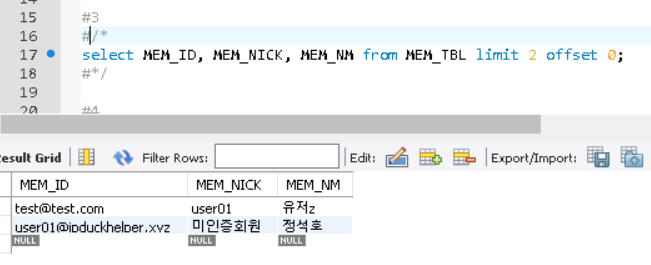 15 #3
16 #/*
17 select MEM_ID, MEM_NICK, MEM_NM from MEM_TBL limit 2 offset 0;
18 #*/
19
20 #4
esult Grid Filter Rows: Edit: Export/Import:
MEM_ID MEM_NICK MEM_NM
test@test.com user01 유저z
user01@ipduckhelper.xyz 미인증회원 정석호
NULL NULL NULL